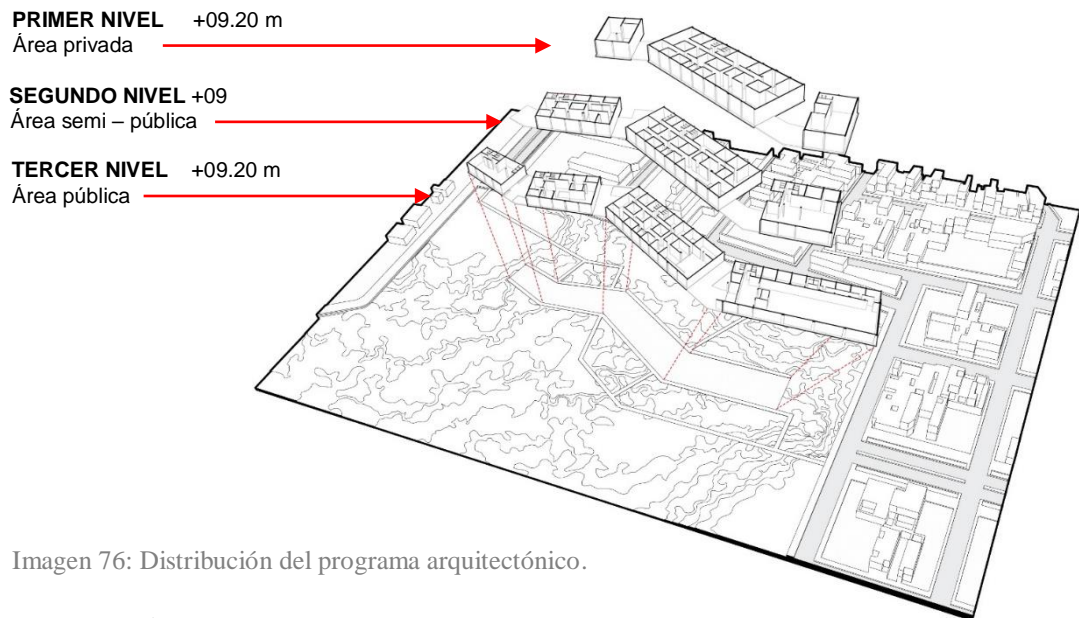 PRIMER NIVEL +09.20 m
Área privada
SEGUNDO NIVEL +09
Área semi – pública
TERCER NIVEL +09.20 m
Área pública
Imagen 76: Distribución del programa arquitectónico.